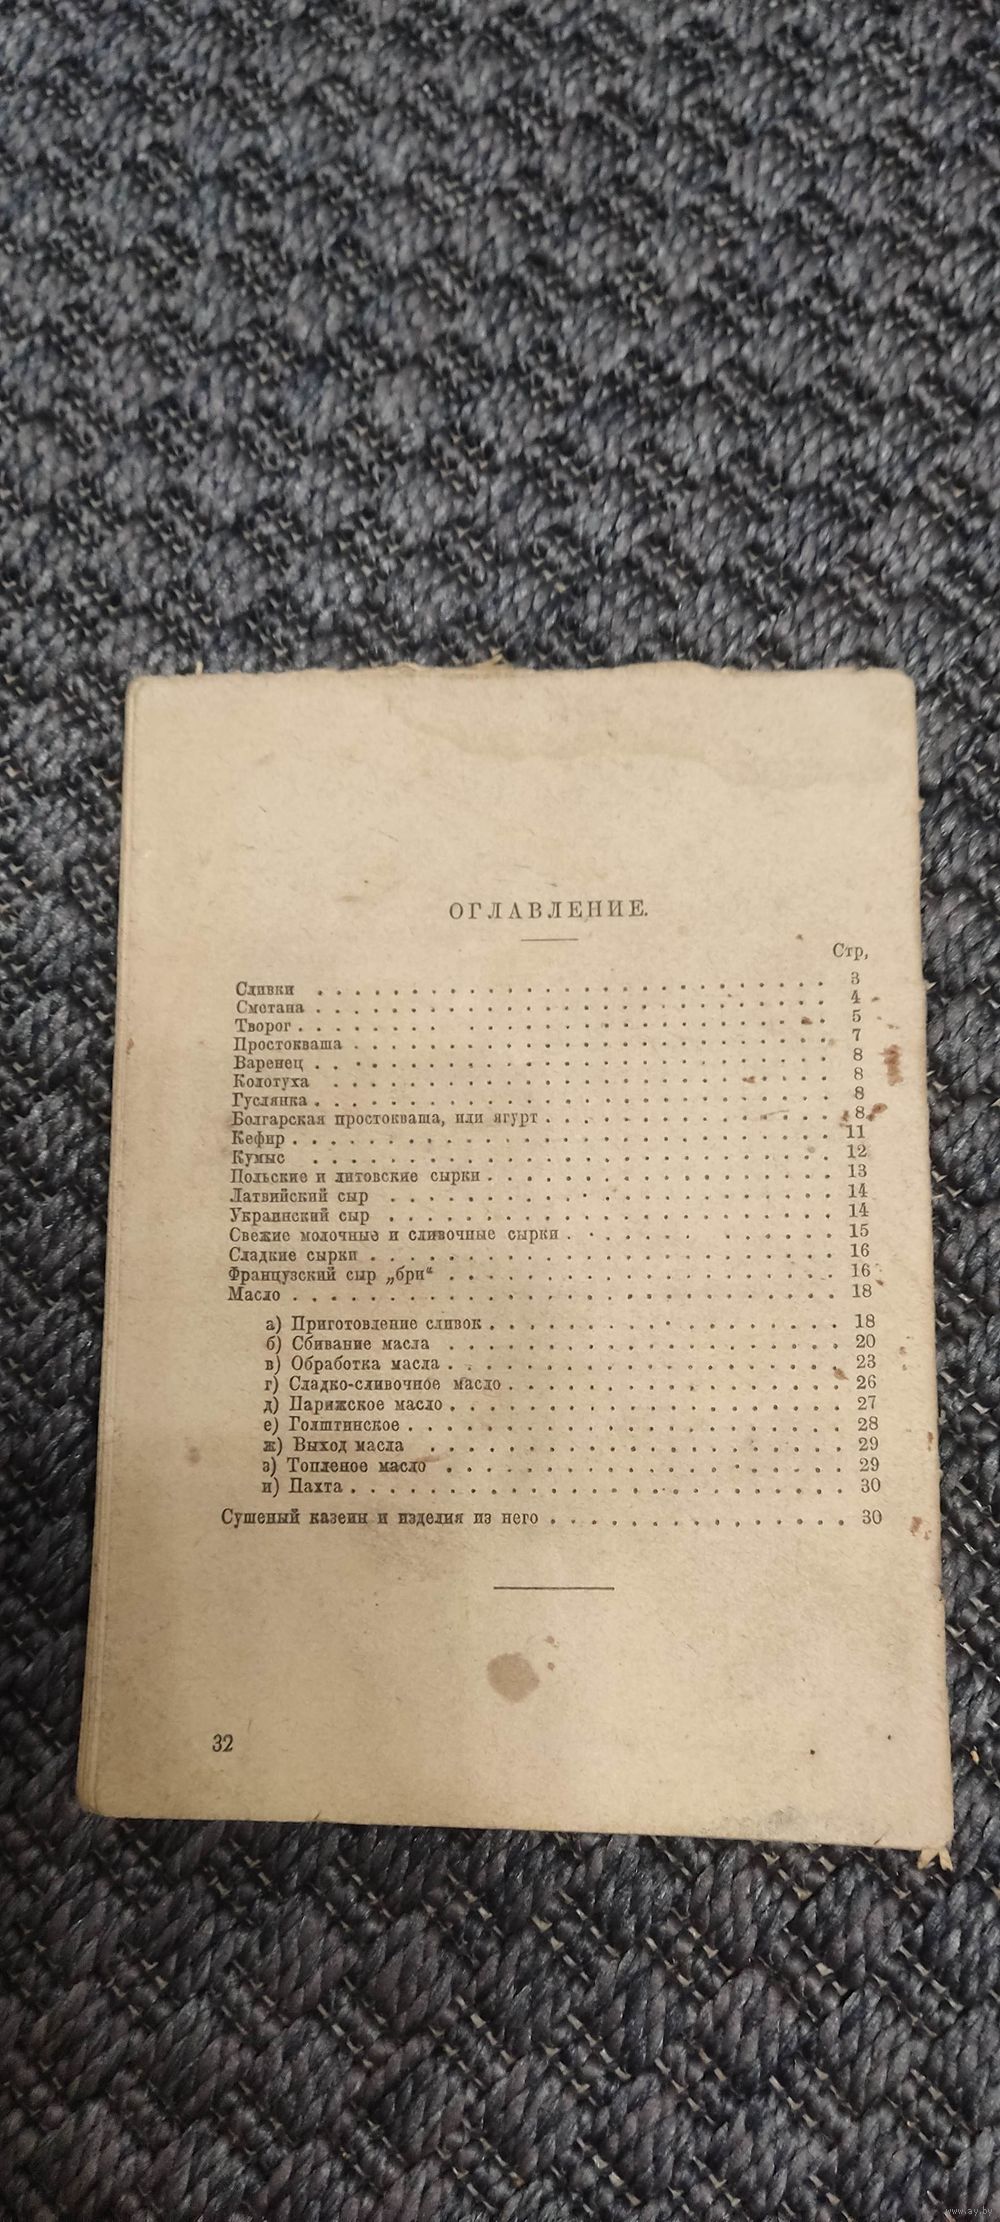 ОГЛАВЛЕНИЕ.
Стр,
Сливки . . . . . . . . . . . . . . . . . . . . . . . . . . . 3
Сметана . . . . . . . . . . . . . . . . . . . . . . . . . . . 4
Творог . . . . . . . . . . . . . . . . . . . . . . . . . . . 5
Простокваша . . . . . . . . . . . . . . . . . . . . . . . . . 7
Варенец . . . . . . . . . . . . . . . . . . . . . . . . . . . 8
Колотуха . . . . . . . . . . . . . . . . . . . . . . . . . . 8
Гуслянка . . . . . . . . . . . . . . . . . . . . . . . . . . 8
Болгарская простокваша, или ягурт . . . . . . . . . . . . . . . 8
Кефир . . . . . . . . . . . . . . . . . . . . . . . . . . . 11
Кумыс . . . . . . . . . . . . . . . . . . . . . . . . . . . 12
Польские и литовские сырки . . . . . . . . . . . . . . . . . . 13
Латвийский сыр . . . . . . . . . . . . . . . . . . . . . . . 14
Украинский сыр . . . . . . . . . . . . . . . . . . . . . . . 14
Свежие молочные и сливочные сырки . . . . . . . . . . . . . . 15
Сладкие сырки . . . . . . . . . . . . . . . . . . . . . . . . 16
Французский сыр „бри“ . . . . . . . . . . . . . . . . . . . . 16
Масло . . . . . . . . . . . . . . . . . . . . . . . . . . . 18
а) Приготовление сливок . . . . . . . . . . . . . . . . . . . 18
б) Сбивание масла . . . . . . . . . . . . . . . . . . . . . 20
в) Обработка масла . . . . . . . . . . . . . . . . . . . . . 23
г) Сладко-сливочное масло . . . . . . . . . . . . . . . . . . 26
д) Парижское масло . . . . . . . . . . . . . . . . . . . . . 27
е) Голштинское . . . . . . . . . . . . . . . . . . . . . . . 28
ж) Выход масла . . . . . . . . . . . . . . . . . . . . . . 29
з) Топленое масло . . . . . . . . . . . . . . . . . . . . . 29
и) Пахта . . . . . . . . . . . . . . . . . . . . . . . . . 30
Сушеный казеин и изделия из него . . . . . . . . . . . . . . . 30
32
www.ay.by